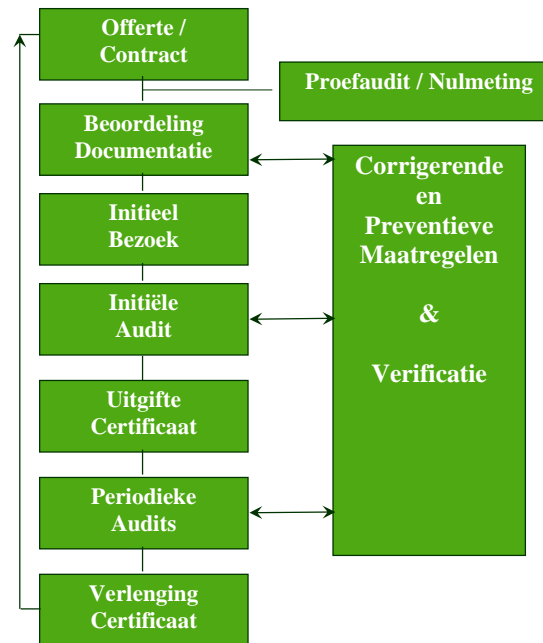 Offerte /
Contract
Proefaudit / Nulmeting
Beoordeling
Documentatie
Corrigerende
en
Preventieve
Maatregelen
&
Verificatie
Initieel
Bezoek
Initiële
Audit
Uitgifte
Certificaat
Periodieke
Audits
Verlenging
Certificaat